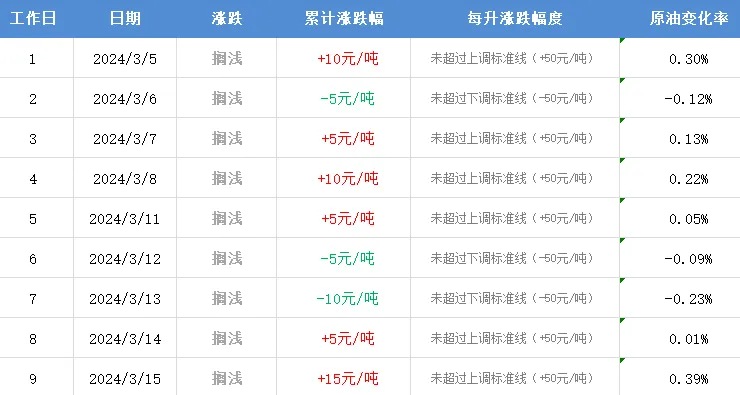 工作日 日期 涨跌 累计涨跌幅 每升涨跌幅度 原油变化率
1 2024/3/5 搁浅 +10元/吨 未超过上调标准线（+50元/吨） 0.30%
2 2024/3/6 搁浅 -5元/吨 未超过下调标准线（-50元/吨） -0.12%
3 2024/3/7 搁浅 +5元/吨 未超过上调标准线（+50元/吨） 0.13%
4 2024/3/8 搁浅 +10元/吨 未超过上调标准线（+50元/吨） 0.22%
5 2024/3/11 搁浅 +5元/吨 未超过上调标准线（+50元/吨） 0.05%
6 2024/3/12 搁浅 -5元/吨 未超过下调标准线（-50元/吨） -0.09%
7 2024/3/13 搁浅 -10元/吨 未超过下调标准线（-50元/吨） -0.23%
8 2024/3/14 搁浅 +5元/吨 未超过上调标准线（+50元/吨） 0.01%
9 2024/3/15 搁浅 +15元/吨 未超过上调标准线（+50元/吨） 0.39%